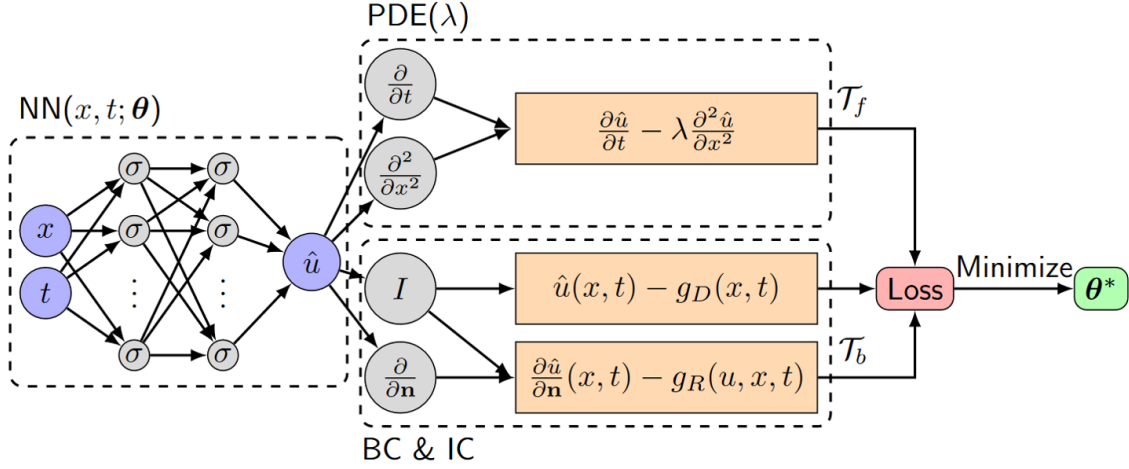 PDE(λ)
NN(x, t; θ)
∂/∂t
∂²/∂x²
∂û/∂t − λ ∂²û/∂x²
𝒯_f
σ
σ
x
σ
σ
û
t
⋮
⋮
σ
σ
I
û(x, t) − g_D(x, t)
Loss
Minimize
θ*
∂/∂n
∂û/∂n(x, t) − g_R(u, x, t)
𝒯_b
BC & IC